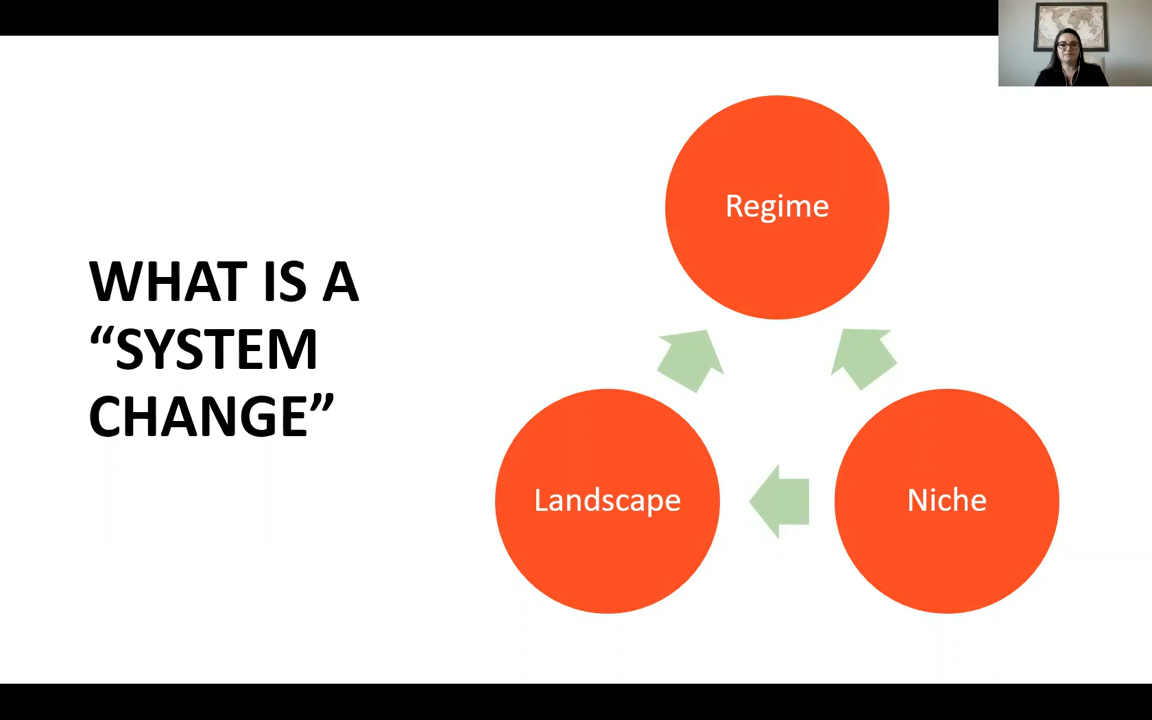 WHAT IS A
“SYSTEM
CHANGE”
Regime
Landscape
Niche